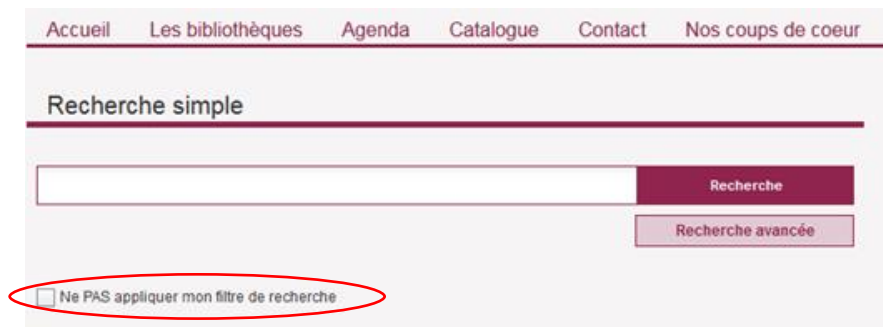 Accueil Les bibliothèques Agenda Catalogue Contact Nos coups de coeur
Recherche simple
Recherche
Recherche avancée
Ne PAS appliquer mon filtre de recherche